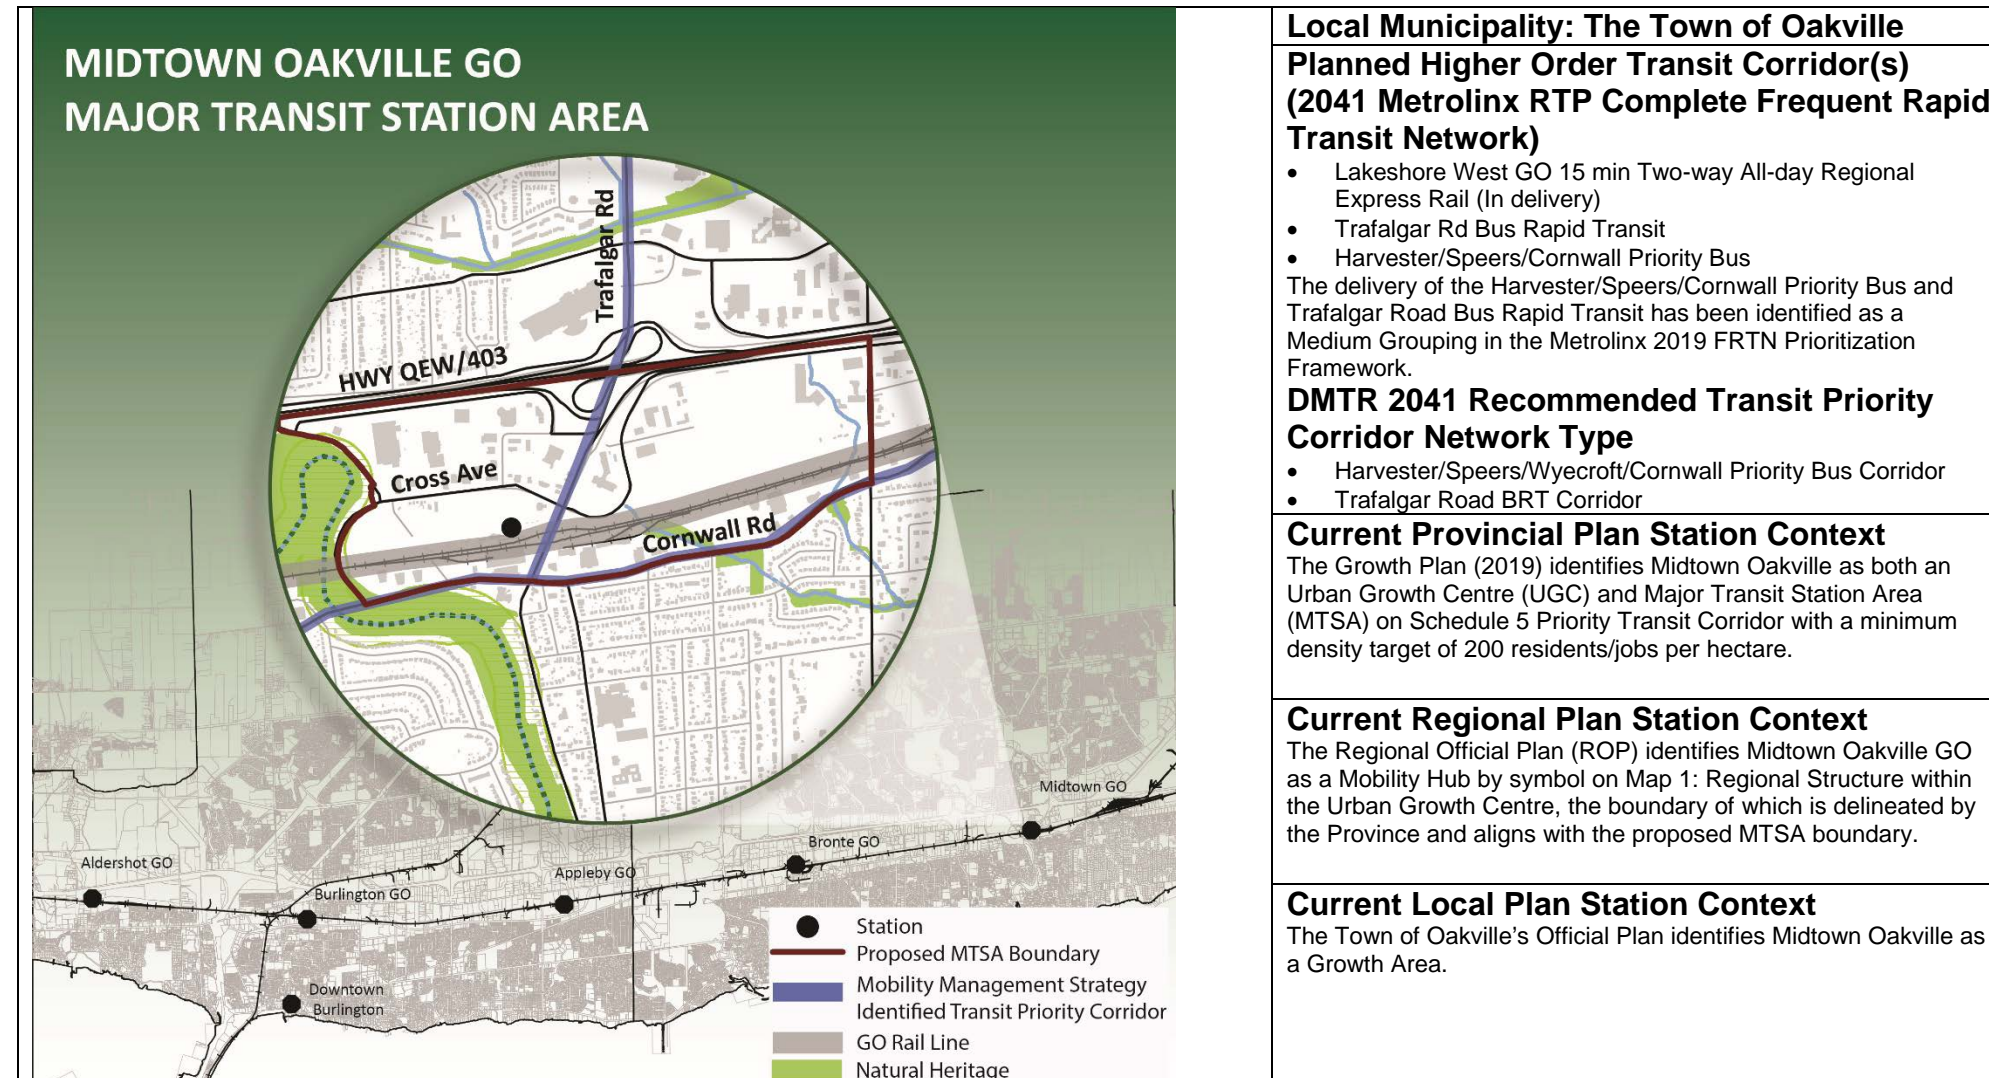 MIDTOWN OAKVILLE GO
MAJOR TRANSIT STATION AREA
Trafalgar Rd
HWY QEW/403
Cross Ave
Cornwall Rd
Midtown GO
Bronte GO
Aldershot GO
Appleby GO
Burlington GO
Downtown
Burlington
Station
Proposed MTSA Boundary
Mobility Management Strategy
Identified Transit Priority Corridor
GO Rail Line
Natural Heritage
Local Municipality: The Town of Oakville
Planned Higher Order Transit Corridor(s)
(2041 Metrolinx RTP Complete Frequent Rapid
Transit Network)
• Lakeshore West GO 15 min Two-way All-day Regional
Express Rail (In delivery)
• Trafalgar Rd Bus Rapid Transit
• Harvester/Speers/Cornwall Priority Bus
The delivery of the Harvester/Speers/Cornwall Priority Bus and
Trafalgar Road Bus Rapid Transit has been identified as a
Medium Grouping in the Metrolinx 2019 FRTN Prioritization
Framework.
DMTR 2041 Recommended Transit Priority
Corridor Network Type
• Harvester/Speers/Wyecroft/Cornwall Priority Bus Corridor
• Trafalgar Road BRT Corridor
Current Provincial Plan Station Context
The Growth Plan (2019) identifies Midtown Oakville as both an
Urban Growth Centre (UGC) and Major Transit Station Area
(MTSA) on Schedule 5 Priority Transit Corridor with a minimum
density target of 200 residents/jobs per hectare.
Current Regional Plan Station Context
The Regional Official Plan (ROP) identifies Midtown Oakville GO
as a Mobility Hub by symbol on Map 1: Regional Structure within
the Urban Growth Centre, the boundary of which is delineated by
the Province and aligns with the proposed MTSA boundary.
Current Local Plan Station Context
The Town of Oakville’s Official Plan identifies Midtown Oakville as
a Growth Area.